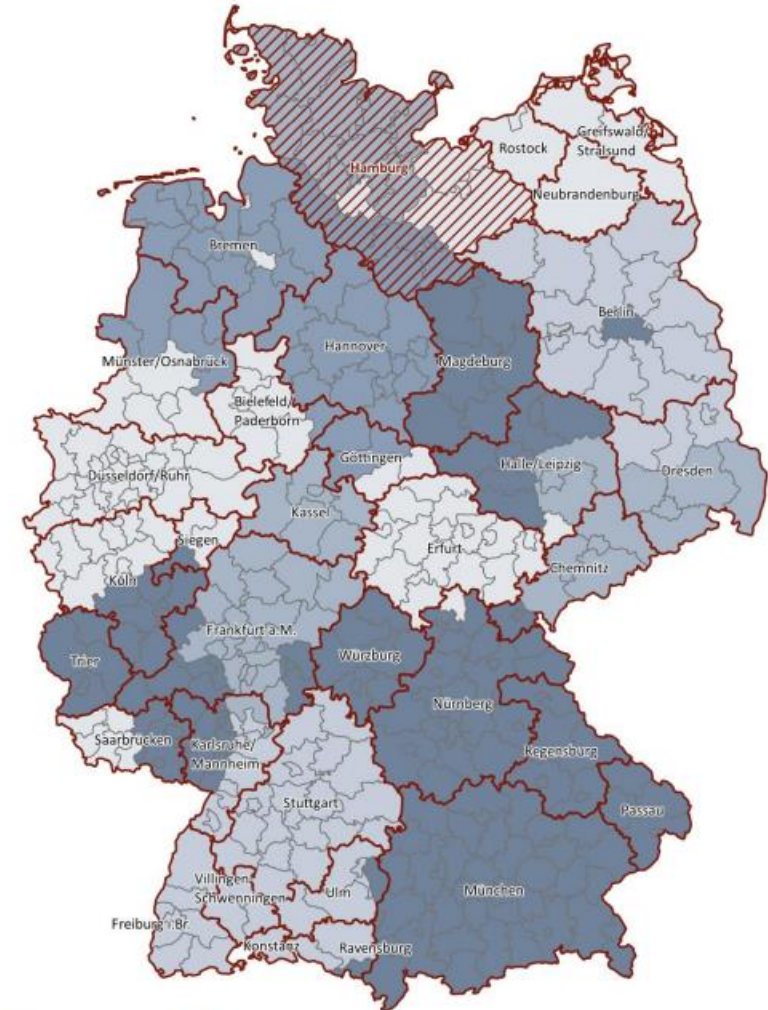 Hamburg
Rostock
Greifswald/
Stralsund
Neubrandenburg
Bremen
Berlin
Hannover
Magdeburg
Münster/Osnabrück
Bielefeld/
Paderborn
Göttingen
Halle/Leipzig
Dresden
Düsseldorf/Ruhr
Kassel
Siegen
Erfurt
Köln
Chemnitz
Frankfurt a.M.
Trier
Würzburg
Nürnberg
Saarbrücken
Karlsruhe/
Mannheim
Regensburg
Stuttgart
Passau
Villingen
Schwenningen
Ulm
München
Freiburg i.Br.
Konstanz
Ravensburg